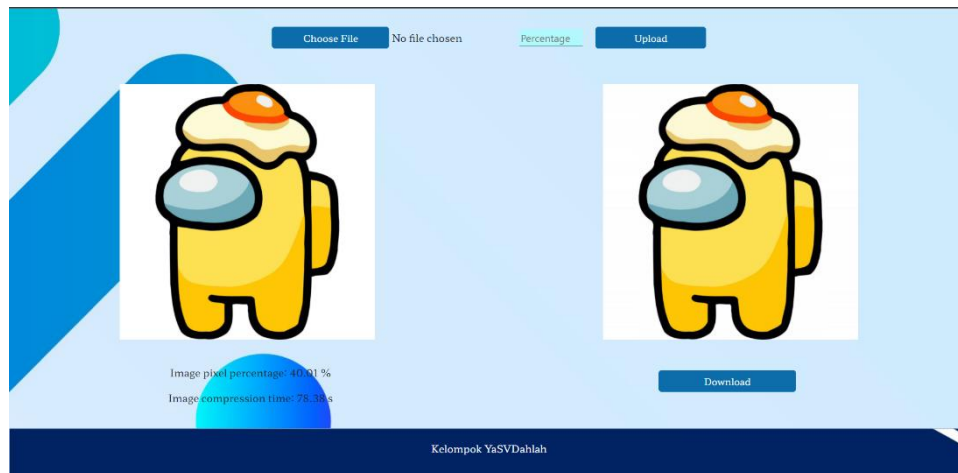 Choose File No file chosen Percentage Upload
Image pixel percentage: 40.01 %
Image compression time: 78.38 s
Download
Kelompok YaSVDahlah